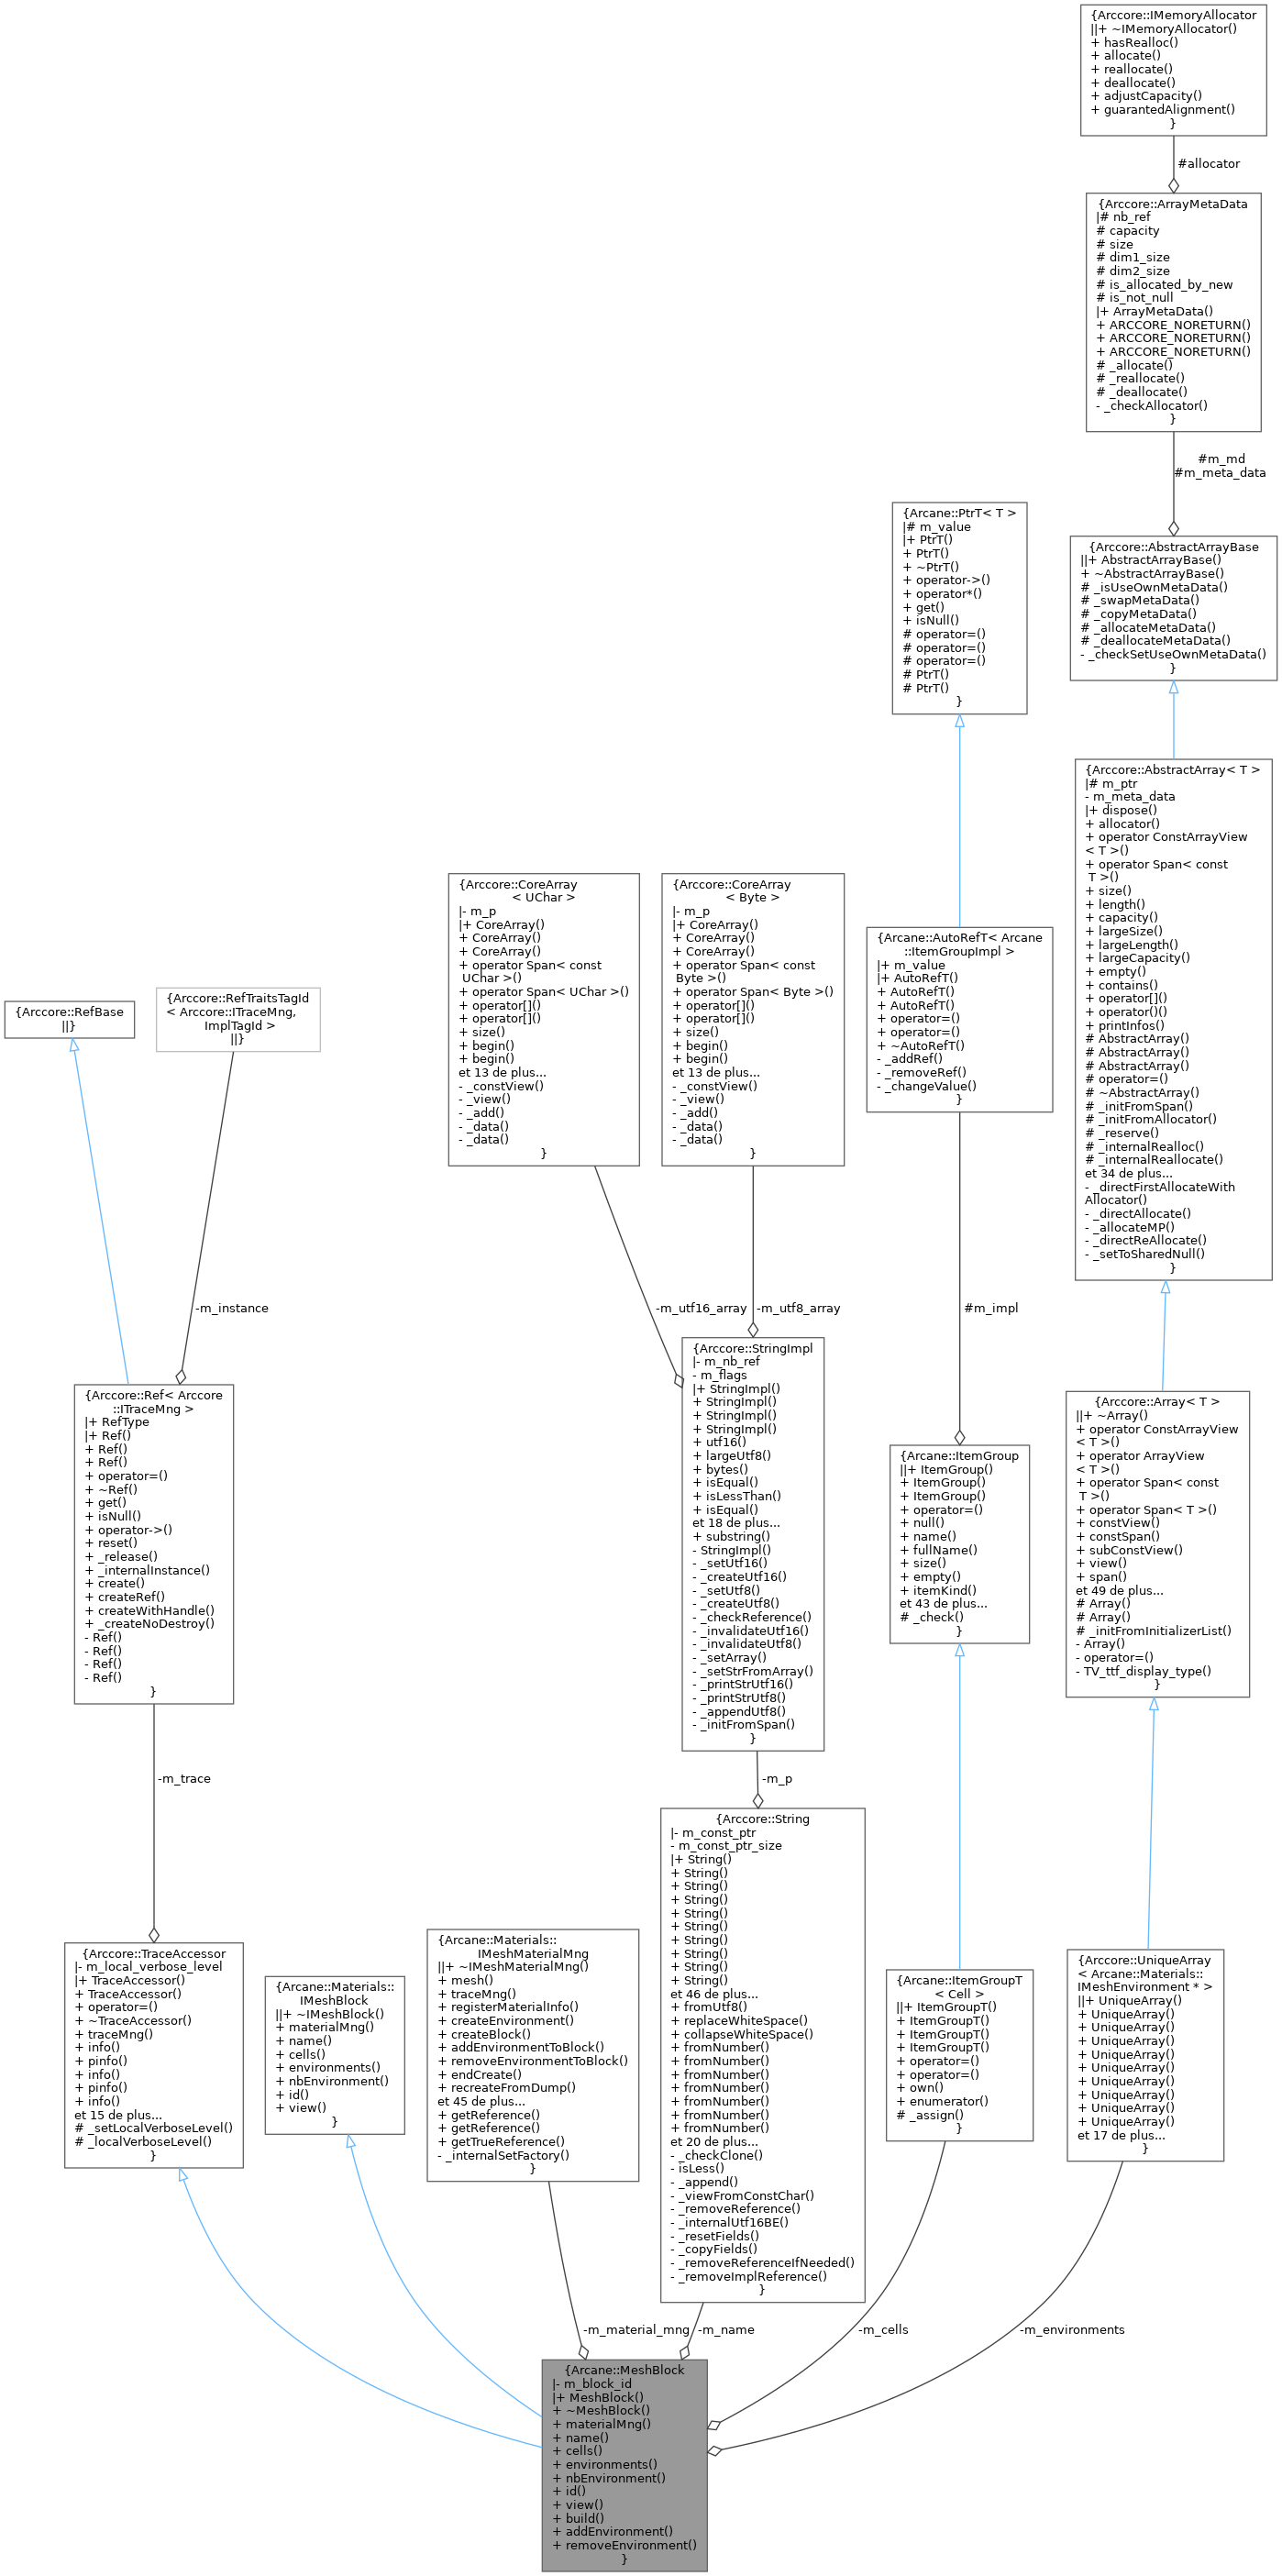 {Arccore::IMemoryAllocator
||+ ~IMemoryAllocator()
+ hasRealloc()
+ allocate()
+ reallocate()
+ deallocate()
+ adjustCapacity()
+ guarantedAlignment()
}
#allocator
{Arccore::ArrayMetaData
|# nb_ref
# capacity
# size
# dim1_size
# dim2_size
# is_allocated_by_new
# is_not_null
|+ ArrayMetaData()
+ ARCCORE_NORETURN()
+ ARCCORE_NORETURN()
+ ARCCORE_NORETURN()
# _allocate()
# _reallocate()
# _deallocate()
- _checkAllocator()
}
#m_md
#m_meta_data
{Arcane::PtrT< T >
|# m_value
|+ PtrT()
+ PtrT()
+ ~PtrT()
+ operator->()
+ operator*()
+ get()
+ isNull()
# operator=()
# operator=()
# operator=()
# PtrT()
# PtrT()
}
{Arccore::AbstractArrayBase
||+ AbstractArrayBase()
+ ~AbstractArrayBase()
# _isUseOwnMetaData()
# _swapMetaData()
# _copyMetaData()
# _allocateMetaData()
# _deallocateMetaData()
- _checkSetUseOwnMetaData()
}
{Arccore::AbstractArray< T >
|# m_ptr
- m_meta_data
|+ dispose()
+ allocator()
+ operator ConstArrayView
< T >()
+ operator Span< const
 T >()
+ size()
+ length()
+ capacity()
+ largeSize()
+ largeLength()
+ largeCapacity()
+ empty()
+ contains()
+ operator[]()
+ operator()()
+ printInfos()
# AbstractArray()
# AbstractArray()
# AbstractArray()
# operator=()
# ~AbstractArray()
# _initFromSpan()
# _initFromAllocator()
# _reserve()
# _internalRealloc()
# _internalReallocate()
et 34 de plus...
- _directFirstAllocateWith
Allocator()
- _directAllocate()
- _allocateMP()
- _directReAllocate()
- _setToSharedNull()
}
{Arccore::CoreArray
< UChar >
|- m_p
|+ CoreArray()
+ CoreArray()
+ CoreArray()
+ operator Span< const
 UChar >()
+ operator Span< UChar >()
+ operator[]()
+ operator[]()
+ size()
+ begin()
+ begin()
et 13 de plus...
- _constView()
- _view()
- _add()
- _data()
- _data()
}
{Arccore::CoreArray
< Byte >
|- m_p
|+ CoreArray()
+ CoreArray()
+ CoreArray()
+ operator Span< const
 Byte >()
+ operator Span< Byte >()
+ operator[]()
+ operator[]()
+ size()
+ begin()
+ begin()
et 13 de plus...
- _constView()
- _view()
- _add()
- _data()
- _data()
}
{Arcane::AutoRefT< Arcane
::ItemGroupImpl >
|+ m_value
|+ AutoRefT()
+ AutoRefT()
+ AutoRefT()
+ operator=()
+ operator=()
+ ~AutoRefT()
- _addRef()
- _removeRef()
- _changeValue()
}
{Arccore::RefBase
||}
{Arccore::RefTraitsTagId
< Arccore::ITraceMng,
ImplTagId >
||}
-m_instance
-m_utf16_array
-m_utf8_array
#m_impl
{Arccore::Ref< Arccore
::ITraceMng >
|+ RefType
|+ Ref()
+ Ref()
+ Ref()
+ operator=()
+ ~Ref()
+ get()
+ isNull()
+ operator->()
+ reset()
+ _release()
+ _internalInstance()
+ create()
+ createRef()
+ createWithHandle()
+ _createNoDestroy()
- Ref()
- Ref()
- Ref()
- Ref()
}
{Arccore::StringImpl
|- m_nb_ref
- m_flags
|+ StringImpl()
+ StringImpl()
+ StringImpl()
+ StringImpl()
+ utf16()
+ largeUtf8()
+ bytes()
+ isEqual()
+ isLessThan()
+ isEqual()
et 18 de plus...
+ substring()
- StringImpl()
- _setUtf16()
- _createUtf16()
- _setUtf8()
- _createUtf8()
- _checkReference()
- _invalidateUtf16()
- _invalidateUtf8()
- _setArray()
- _setStrFromArray()
- _printStrUtf16()
- _printStrUtf8()
- _appendUtf8()
- _initFromSpan()
}
{Arcane::ItemGroup
||+ ItemGroup()
+ ItemGroup()
+ ItemGroup()
+ operator=()
+ null()
+ name()
+ fullName()
+ size()
+ empty()
+ itemKind()
et 43 de plus...
# _check()
}
{Arccore::Array< T >
||+ ~Array()
+ operator ConstArrayView
< T >()
+ operator ArrayView
< T >()
+ operator Span< const
 T >()
+ operator Span< T >()
+ constView()
+ constSpan()
+ subConstView()
+ view()
+ span()
et 49 de plus...
# Array()
# Array()
# _initFromInitializerList()
- Array()
- operator=()
- TV_ttf_display_type()
}
-m_trace
-m_p
{Arccore::TraceAccessor
|- m_local_verbose_level
|+ TraceAccessor()
+ TraceAccessor()
+ operator=()
+ ~TraceAccessor()
+ traceMng()
+ info()
+ pinfo()
+ info()
+ pinfo()
+ info()
et 15 de plus...
# _setLocalVerboseLevel()
# _localVerboseLevel()
}
{Arcane::Materials::
IMeshBlock
||+ ~IMeshBlock()
+ materialMng()
+ name()
+ cells()
+ environments()
+ nbEnvironment()
+ id()
+ view()
}
{Arcane::Materials::
IMeshMaterialMng
||+ ~IMeshMaterialMng()
+ mesh()
+ traceMng()
+ registerMaterialInfo()
+ createEnvironment()
+ createBlock()
+ addEnvironmentToBlock()
+ removeEnvironmentToBlock()
+ endCreate()
+ recreateFromDump()
et 45 de plus...
+ getReference()
+ getReference()
+ getTrueReference()
- _internalSetFactory()
}
{Arccore::String
|- m_const_ptr
- m_const_ptr_size
|+ String()
+ String()
+ String()
+ String()
+ String()
+ String()
+ String()
+ String()
+ String()
+ String()
et 46 de plus...
+ fromUtf8()
+ replaceWhiteSpace()
+ collapseWhiteSpace()
+ fromNumber()
+ fromNumber()
+ fromNumber()
+ fromNumber()
+ fromNumber()
+ fromNumber()
+ fromNumber()
et 20 de plus...
- _checkClone()
- isLess()
- _append()
- _viewFromConstChar()
- _removeReference()
- _internalUtf16BE()
- _resetFields()
- _copyFields()
- _removeReferenceIfNeeded()
- _removeImplReference()
}
{Arcane::ItemGroupT
< Cell >
||+ ItemGroupT()
+ ItemGroupT()
+ ItemGroupT()
+ ItemGroupT()
+ operator=()
+ operator=()
+ own()
+ enumerator()
# _assign()
}
{Arccore::UniqueArray
< Arcane::Materials::
IMeshEnvironment * >
||+ UniqueArray()
+ UniqueArray()
+ UniqueArray()
+ UniqueArray()
+ UniqueArray()
+ UniqueArray()
+ UniqueArray()
+ UniqueArray()
+ UniqueArray()
+ UniqueArray()
et 17 de plus...
}
-m_material_mng
-m_name
-m_cells
-m_environments
{Arcane::MeshBlock
|- m_block_id
|+ MeshBlock()
+ ~MeshBlock()
+ materialMng()
+ name()
+ cells()
+ environments()
+ nbEnvironment()
+ id()
+ view()
+ build()
+ addEnvironment()
+ removeEnvironment()
}